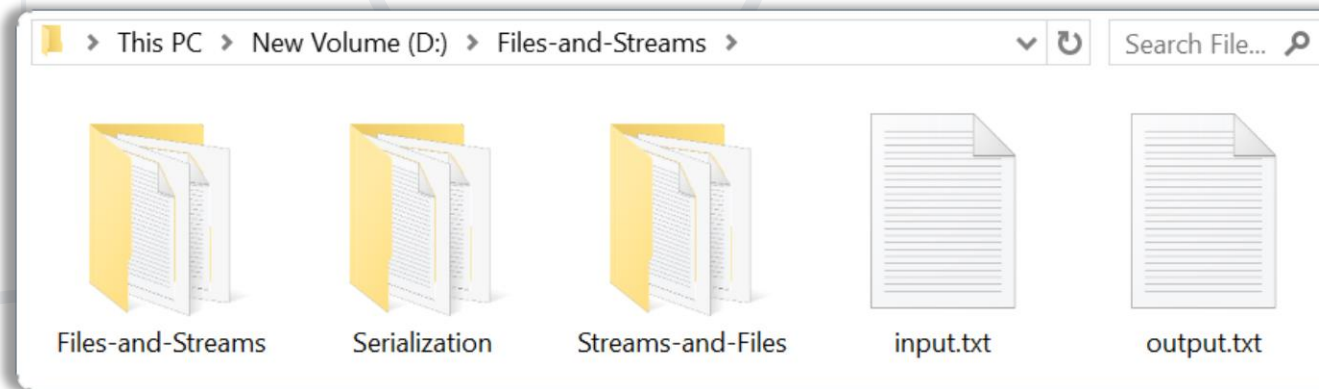 This PC > New Volume (D:) > Files-and-Streams > Search File...
Files-and-Streams Serialization Streams-and-Files input.txt output.txt